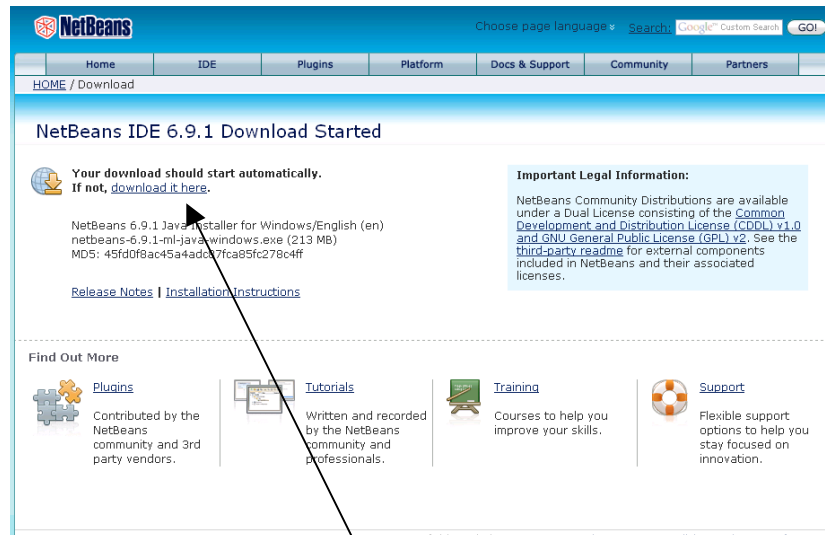 NetBeans
Choose page language
Search:
Google™ Custom Search
GO!
Home
IDE
Plugins
Platform
Docs & Support
Community
Partners
HOME / Download
NetBeans IDE 6.9.1 Download Started
Your download should start automatically.
If not, download it here.
NetBeans 6.9.1 Java Installer for Windows/English (en)
netbeans-6.9.1-ml-java-windows.exe (213 MB)
Release Notes | Installation Instructions
Important Legal Information:
NetBeans Community Distributions are available
under a Dual License consisting of the Common
Development and Distribution License (CDDL) v1.0
and GNU General Public License (GPL) v2. See the
third-party readme for external components
included in NetBeans and their associated
licenses.
Find Out More
Plugins
Contributed by the
NetBeans
community and 3rd
party vendors.
Tutorials
Written and recorded
by the NetBeans
community and
professionals.
Training
Courses to help you
improve your skills.
Support
Flexible support
options to help you
stay focused on
innovation.